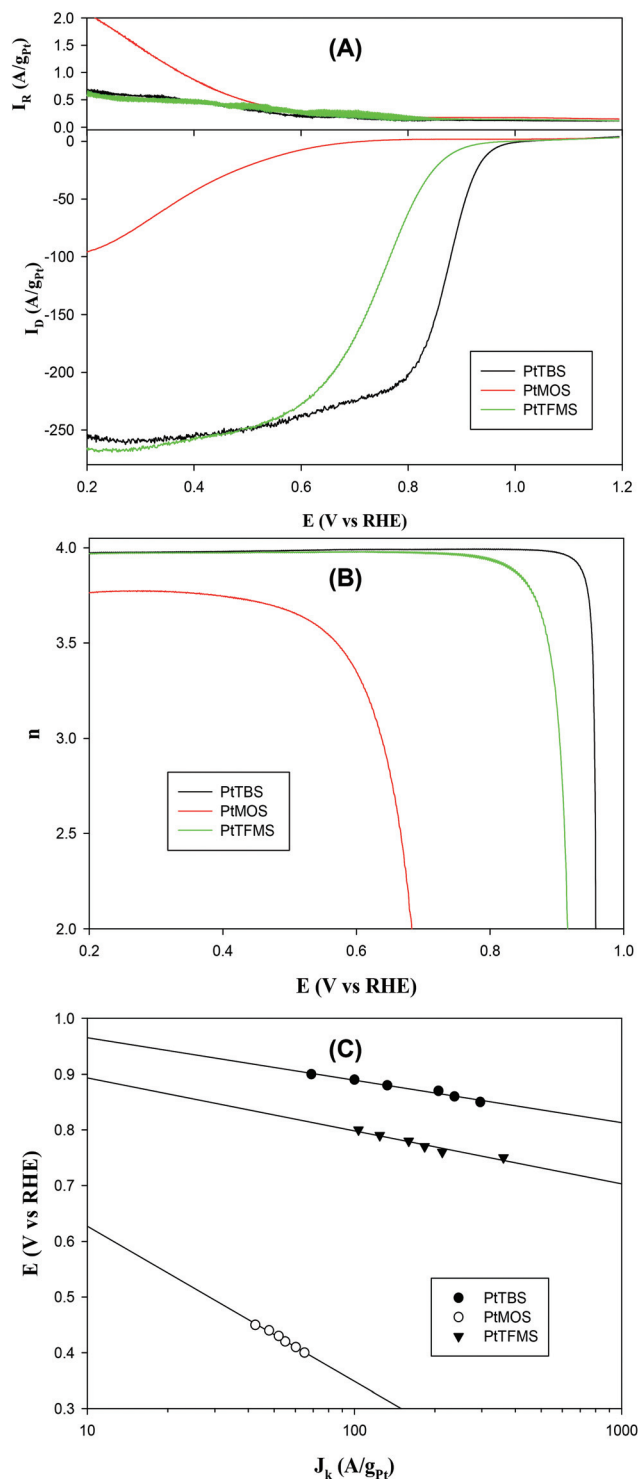 (A)
I_R (A/g_Pt)
2.0
1.5
1.0
0.5
0.0
I_D (A/g_Pt)
0
-50
-100
-150
-200
-250
PtTBS
PtMOS
PtTFMS
0.2 0.4 0.6 0.8 1.0 1.2
E (V vs RHE)
(B)
n
4.0
3.5
3.0
2.5
2.0
PtTBS
PtMOS
PtTFMS
0.2 0.4 0.6 0.8 1.0
E (V vs RHE)
(C)
E (V vs RHE)
1.0
0.9
0.8
0.7
0.6
0.5
0.4
0.3
PtTBS
PtMOS
PtTFMS
10 100 1000
J_k (A/g_Pt)